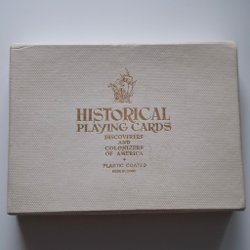 HISTORICAL
PLAYING CARDS
DISCOVERERS
AND
COLONIZERS
OF AMERICA
PLASTIC COATED